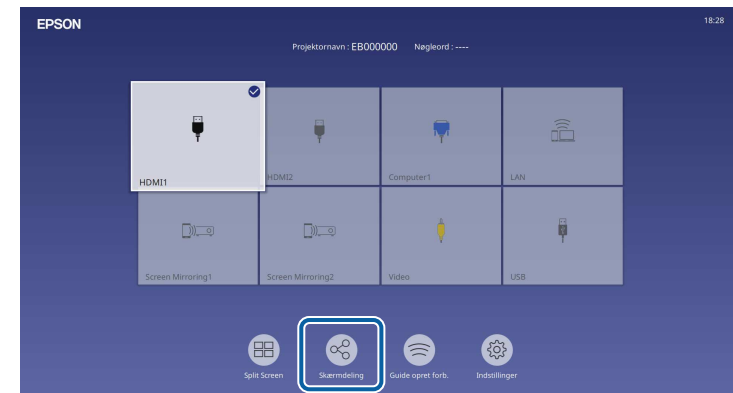 EPSON
18:28
Projektornavn : EB000000 Nøgleord : ----
HDMI1
HDMI2
Computer1
LAN
Screen Mirroring1
Screen Mirroring2
Video
USB
Split Screen
Skærmdeling
Guide opret forb.
Indstillinger